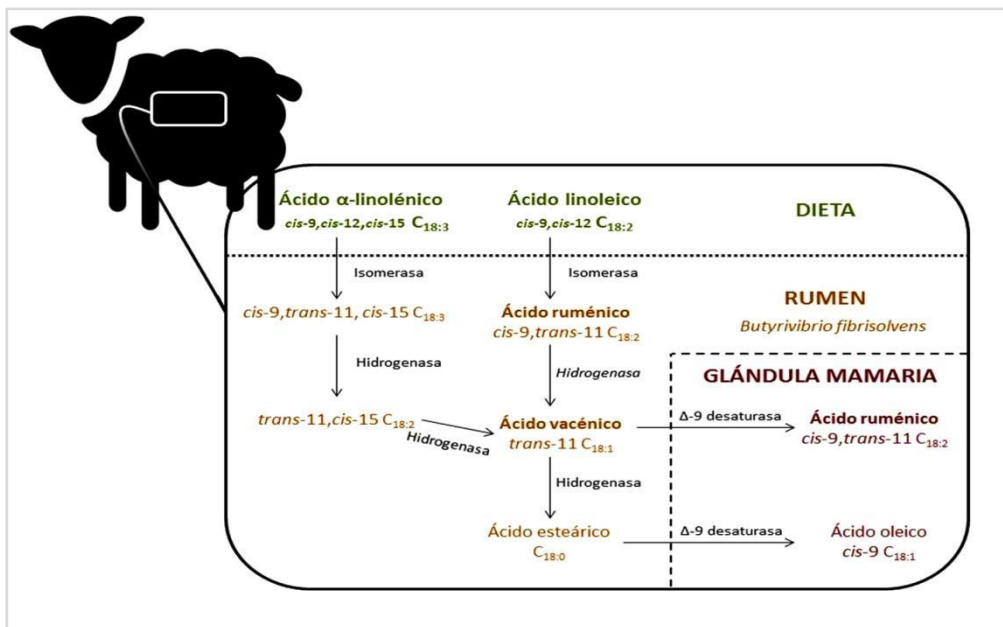 Ácido α-linolénico
cis-9,cis-12,cis-15 C18:3
Ácido linoleico
cis-9,cis-12 C18:2
DIETA
Isomerasa
Isomerasa
cis-9,trans-11, cis-15 C18:3
Ácido ruménico
cis-9,trans-11 C18:2
RUMEN
Butyrivibrio fibrisolvens
Hidrogenasa
Hidrogenasa
GLÁNDULA MAMARIA
trans-11,cis-15 C18:2
Hidrogenasa
Ácido vacénico
trans-11 C18:1
Δ-9 desaturasa
Ácido ruménico
cis-9,trans-11 C18:2
Hidrogenasa
Ácido esteárico
C18:0
Δ-9 desaturasa
Ácido oleico
cis-9 C18:1